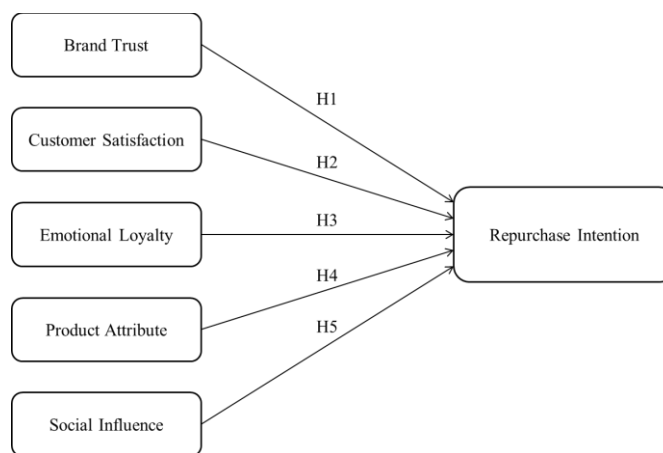 Brand Trust
H1
Customer Satisfaction
H2
Emotional Loyalty
H3
Repurchase Intention
H4
Product Attribute
H5
Social Influence